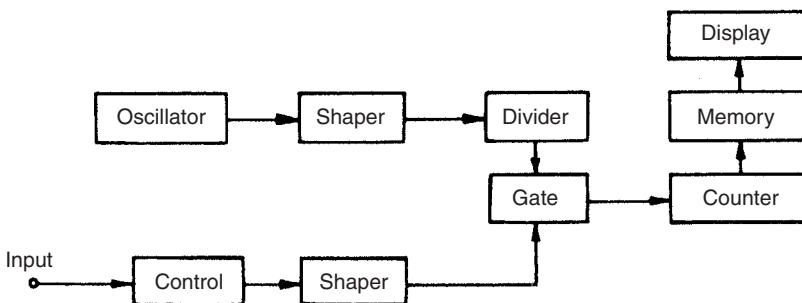 Display
Oscillator
Shaper
Divider
Memory
Gate
Counter
Input
Control
Shaper